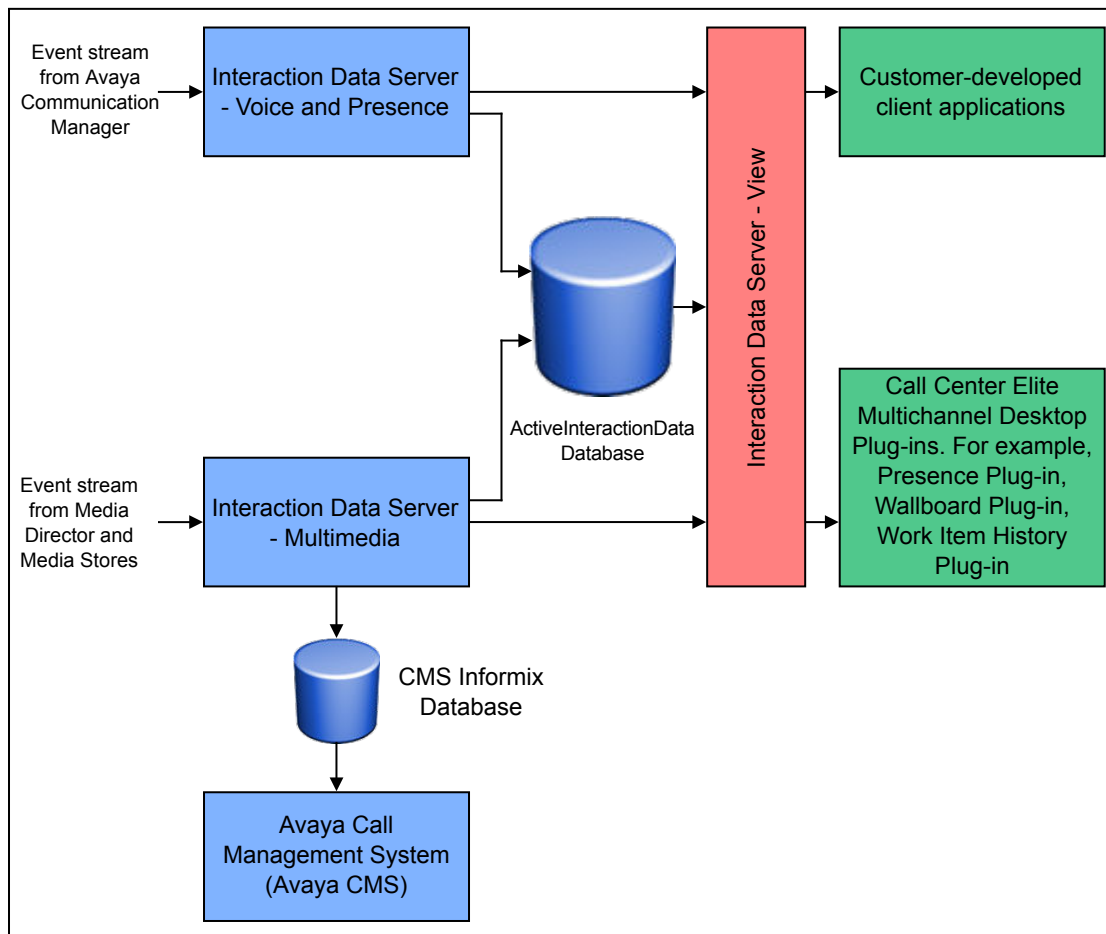 Event stream
from Avaya
Communication
Manager
Interaction Data Server
- Voice and Presence
Interaction Data Server - View
Customer-developed
client applications
ActiveInteractionData
Database
Event stream
from Media
Director and
Media Stores
Interaction Data Server
- Multimedia
Call Center Elite
Multichannel Desktop
Plug-ins. For example,
Presence Plug-in,
Wallboard Plug-in,
Work Item History
Plug-in
CMS Informix
Database
Avaya Call
Management System
(Avaya CMS)